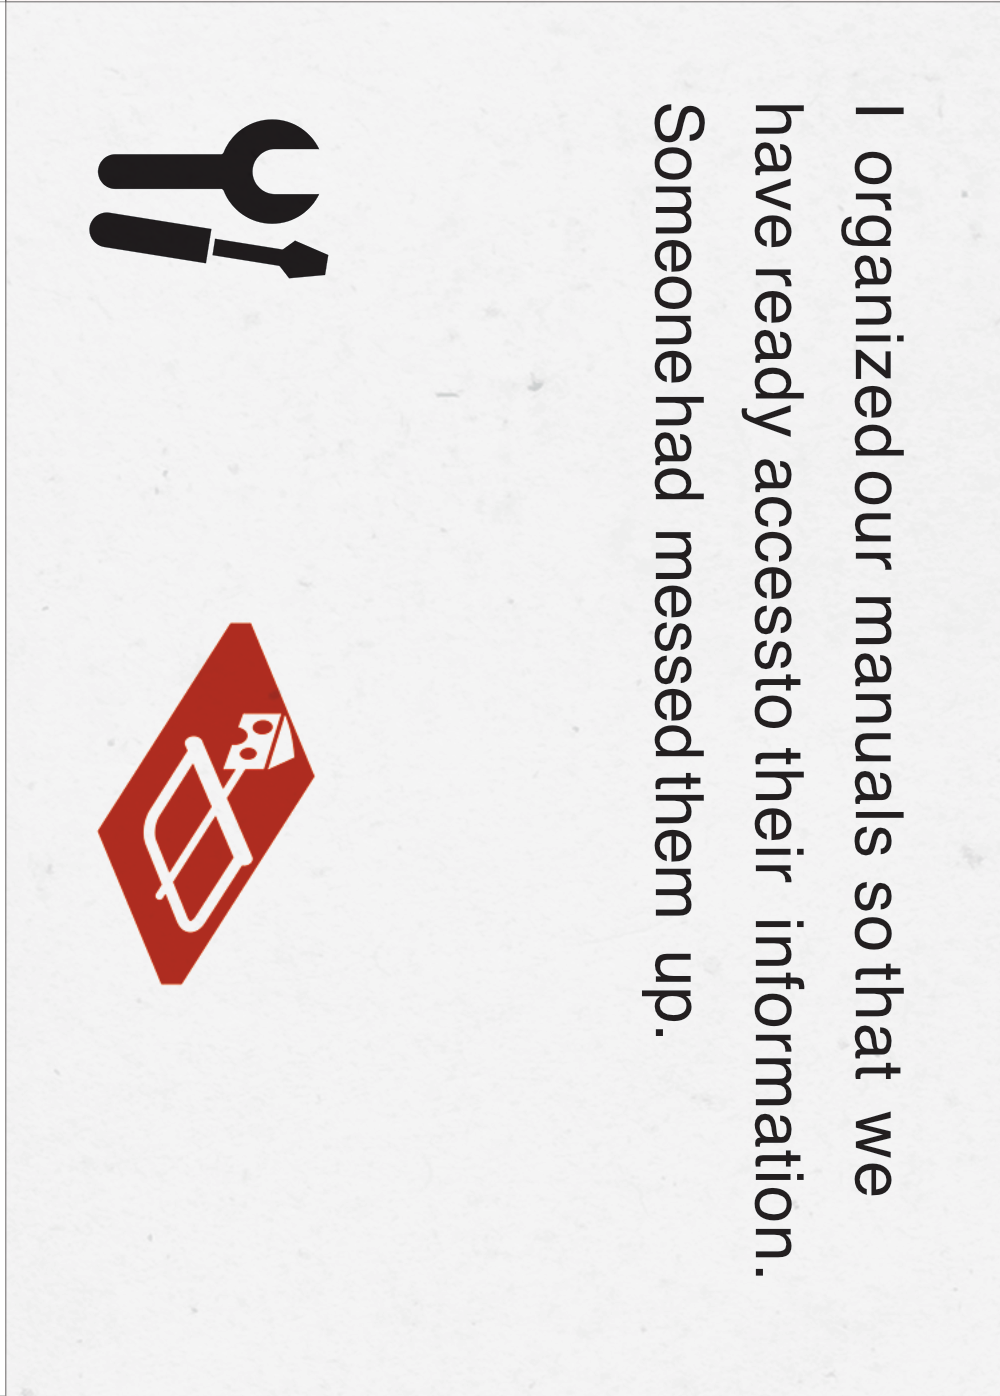 I organized our manuals so that we
have ready access to their information.
Someone had messed them up.